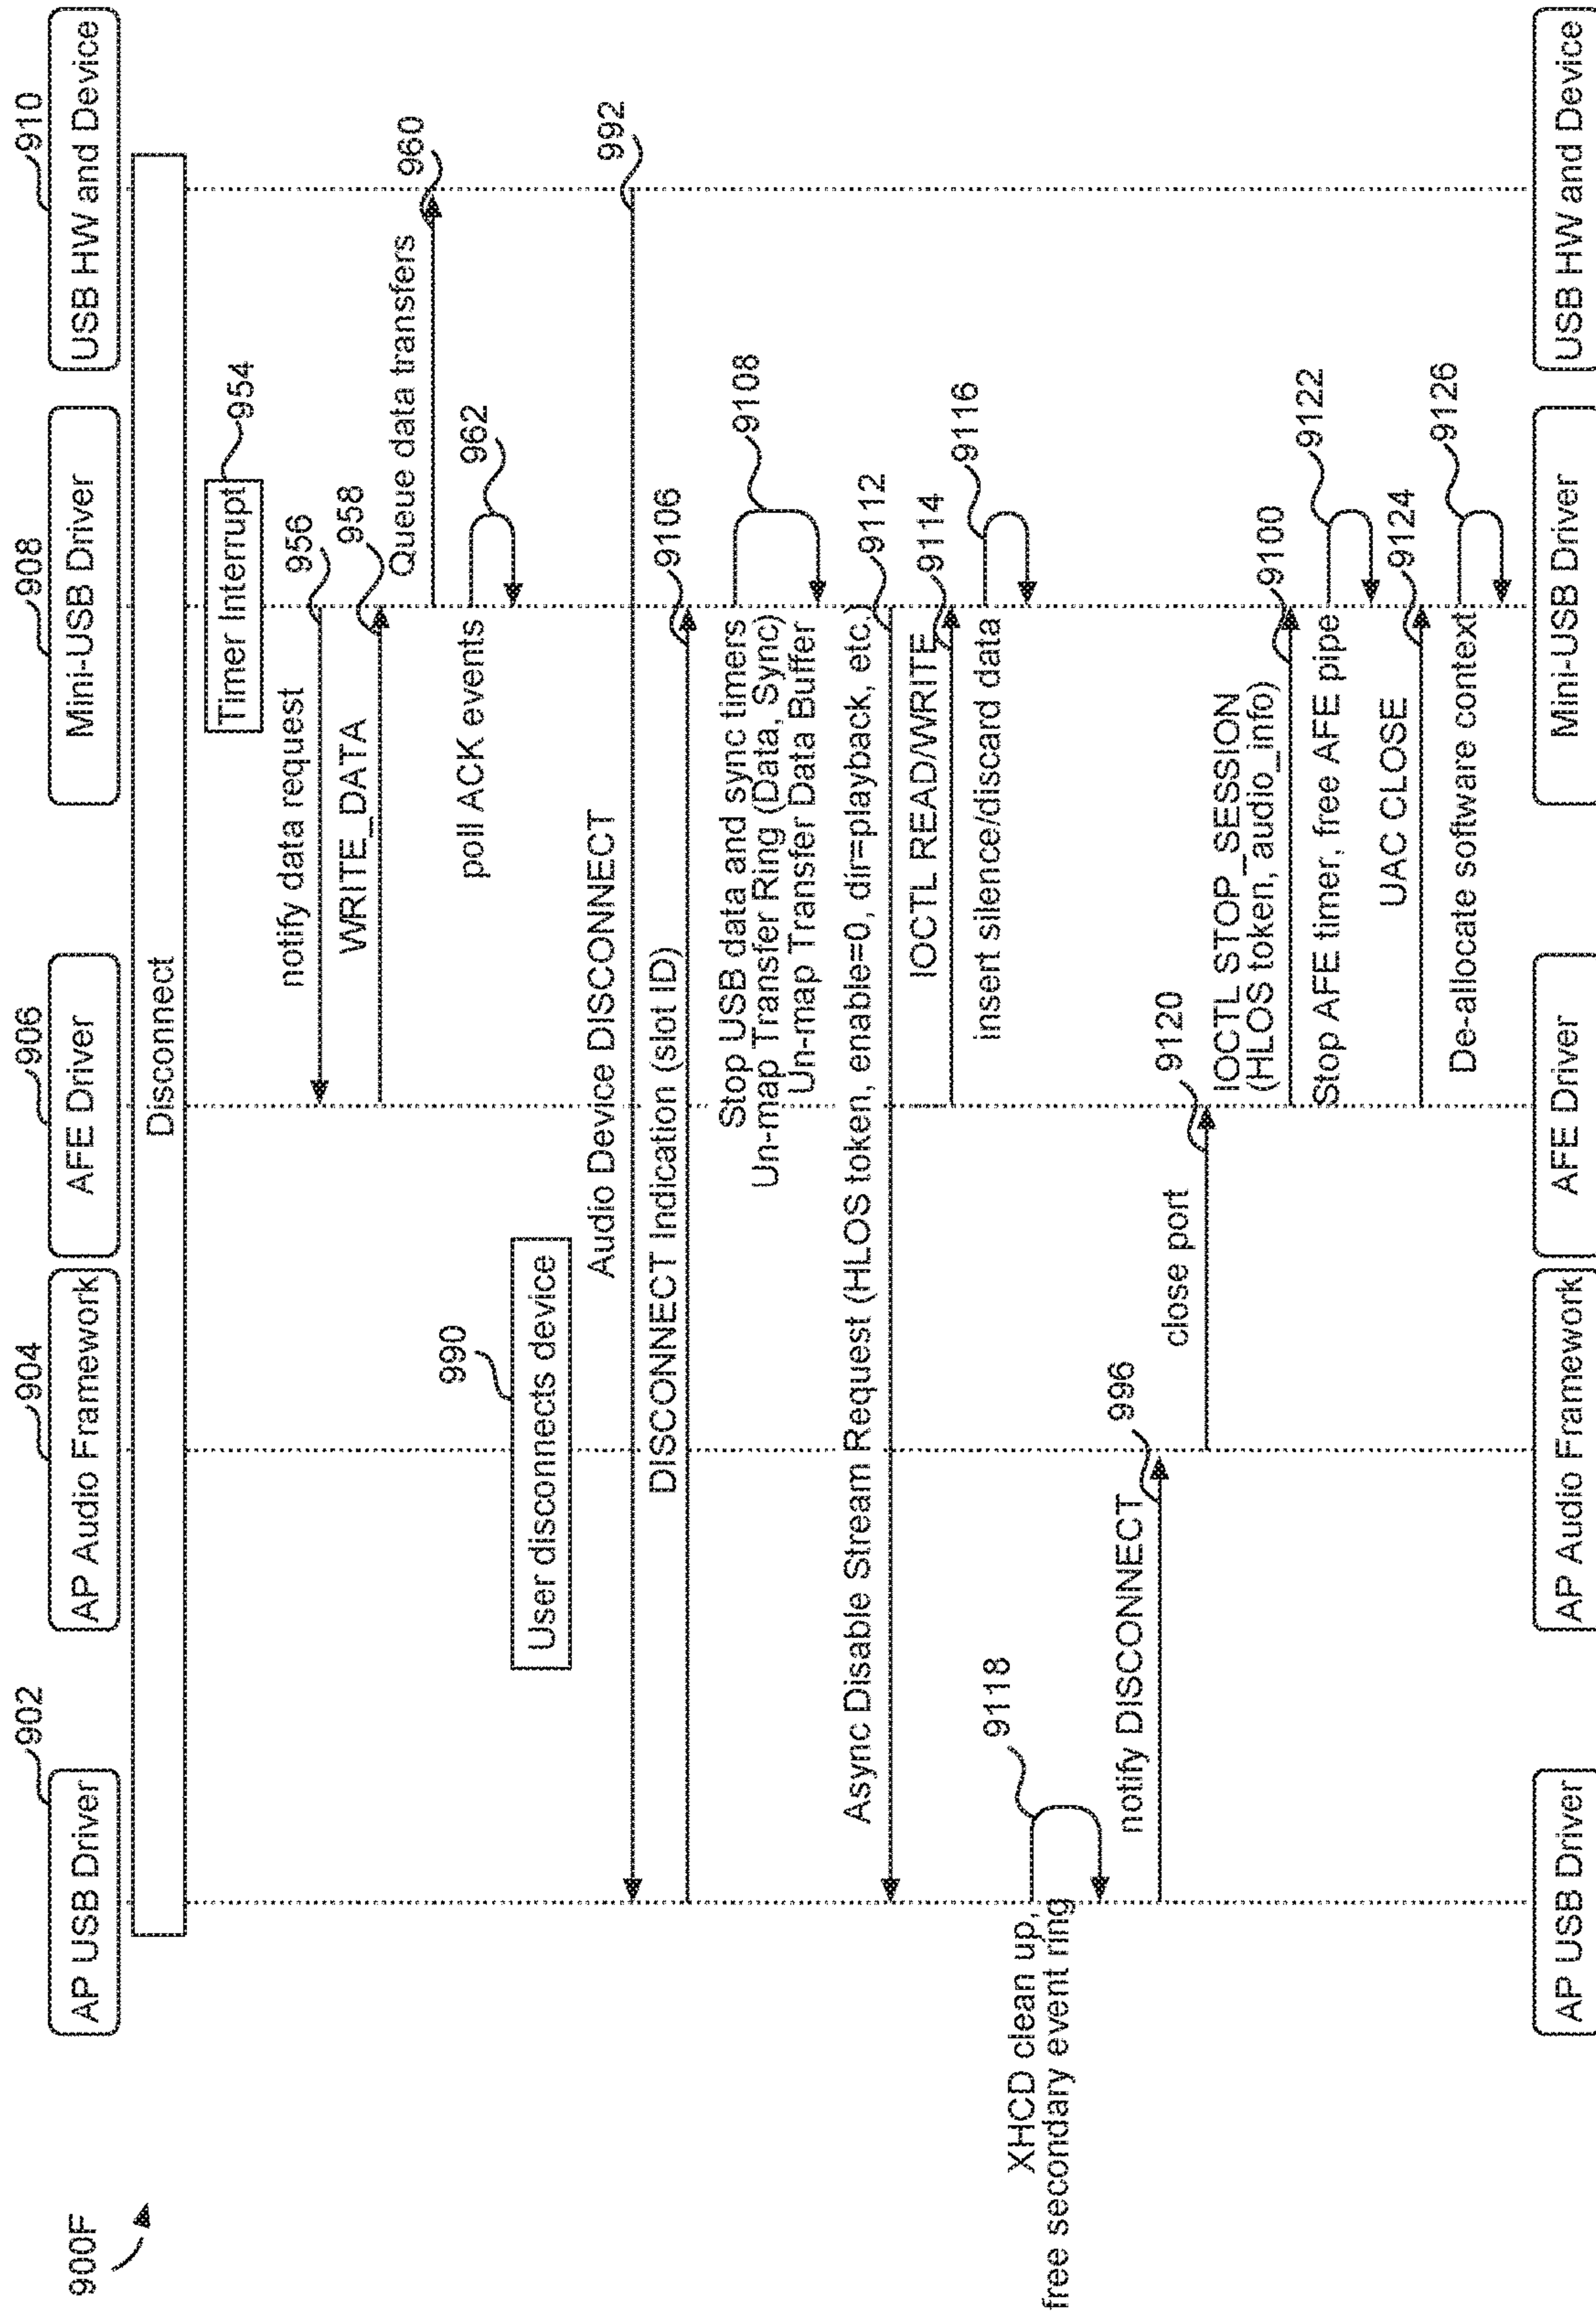 900F
902
904
906
908
910
AP USB Driver
AP Audio Framework
AFE Driver
Mini-USB Driver
USB HW and Device
Disconnect
Timer Interrupt
954
notify data request
956
WRITE_DATA
958
Queue data transfers
960
poll ACK events
962
990
User disconnects device
Audio Device DISCONNECT
992
DISCONNECT Indication (slot ID)
9106
Stop USB data and sync timers
Un-map Transfer Ring (Data, Sync)
Un-map Transfer Data Buffer
9108
Async Disable Stream Request (HLOS token, enable=0, dir=playback, etc.)
9112
IOCTL READ/WRITE
9114
insert silence/discard data
9116
XHCD clean up,
free secondary event ring
9118
notify DISCONNECT
996
close port
9120
IOCTL STOP_SESSION
(HLOS token, audio_info)
9100
Stop AFE timer, free AFE pipe
9122
UAC CLOSE
9124
De-allocate software context
9126
AP USB Driver
AP Audio Framework
AFE Driver
Mini-USB Driver
USB HW and Device